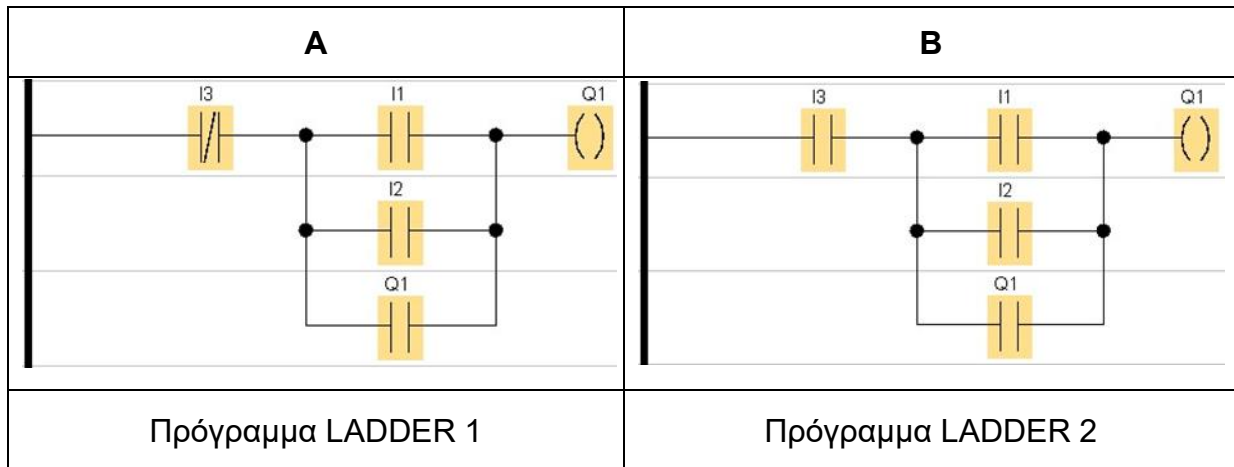 A
B
I3 I1 Q1
I2
Q1
I3 I1 Q1
I2
Q1
Πρόγραμμα LADDER 1
Πρόγραμμα LADDER 2